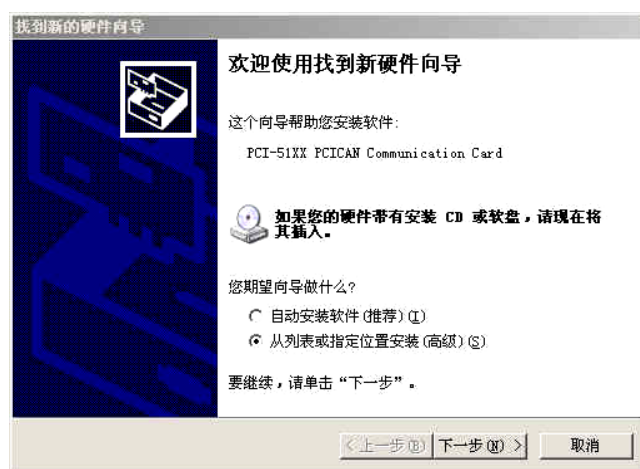 找到新的硬件向导
欢迎使用找到新硬件向导
这个向导帮助您安装软件:
PCI-51XX PCICAN Communication Card
如果您的硬件带有安装 CD 或软盘，请现在将
其插入。
您期望向导做什么?
自动安装软件(推荐)(I)
从列表或指定位置安装(高级)(S)
要继续，请单击“下一步”。
<上一步(B) 下一步(N) > 取消